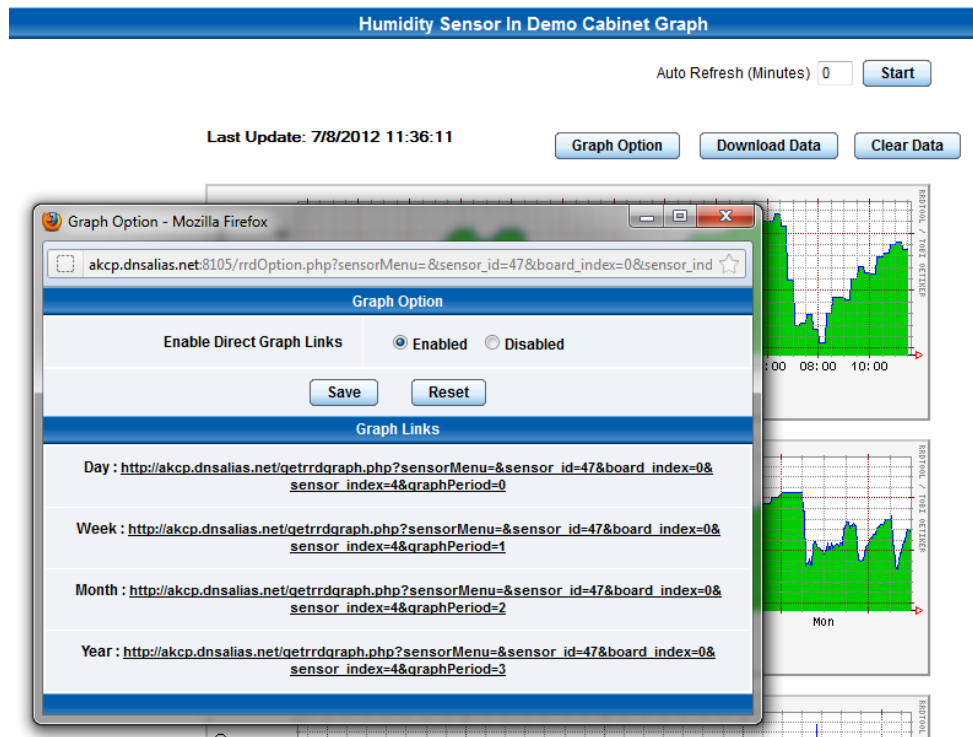 Humidity Sensor In Demo Cabinet Graph
Auto Refresh (Minutes) 0 Start
Last Update: 7/8/2012 11:36:11
Graph Option Download Data Clear Data
RRDTOOL / TOBI OETIKER
Graph Option - Mozilla Firefox
akcp.dnsalias.net:8105/rrdOption.php?sensorMenu=&sensor_id=47&board_index=0&sensor_ind
Graph Option
Enable Direct Graph Links Enabled Disabled
:00 08:00 10:00
Save Reset
Graph Links
Day : http://akcp.dnsalias.net/getrrdgraph.php?sensorMenu=&sensor_id=47&board_index=0&
sensor_index=4&graphPeriod=0
RRDTOOL / TOBI OETIKER
Week : http://akcp.dnsalias.net/getrrdgraph.php?sensorMenu=&sensor_id=47&board_index=0&
sensor_index=4&graphPeriod=1
Month : http://akcp.dnsalias.net/getrrdgraph.php?sensorMenu=&sensor_id=47&board_index=0&
sensor_index=4&graphPeriod=2
Mon
Year : http://akcp.dnsalias.net/getrrdgraph.php?sensorMenu=&sensor_id=47&board_index=0&
sensor_index=4&graphPeriod=3
RRDTOOL